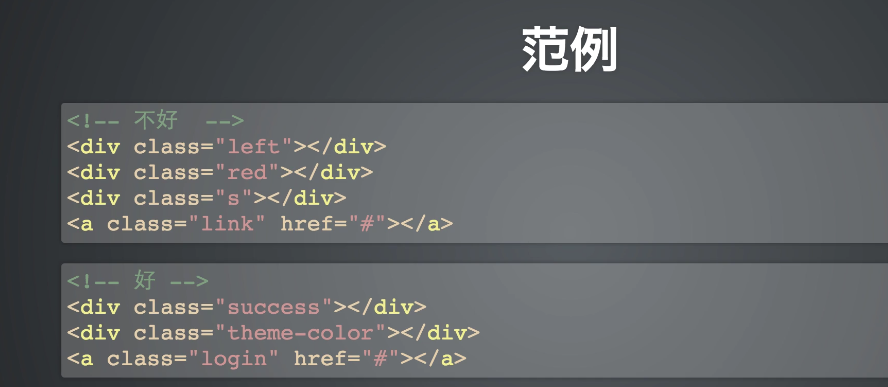 范例
<!-- 不好  -->
<div class="left"></div>
<div class="red"></div>
<div class="s"></div>
<a class="link" href="#"></a>
<!-- 好 -->
<div class="success"></div>
<div class="theme-color"></div>
<a class="login" href="#"></a>